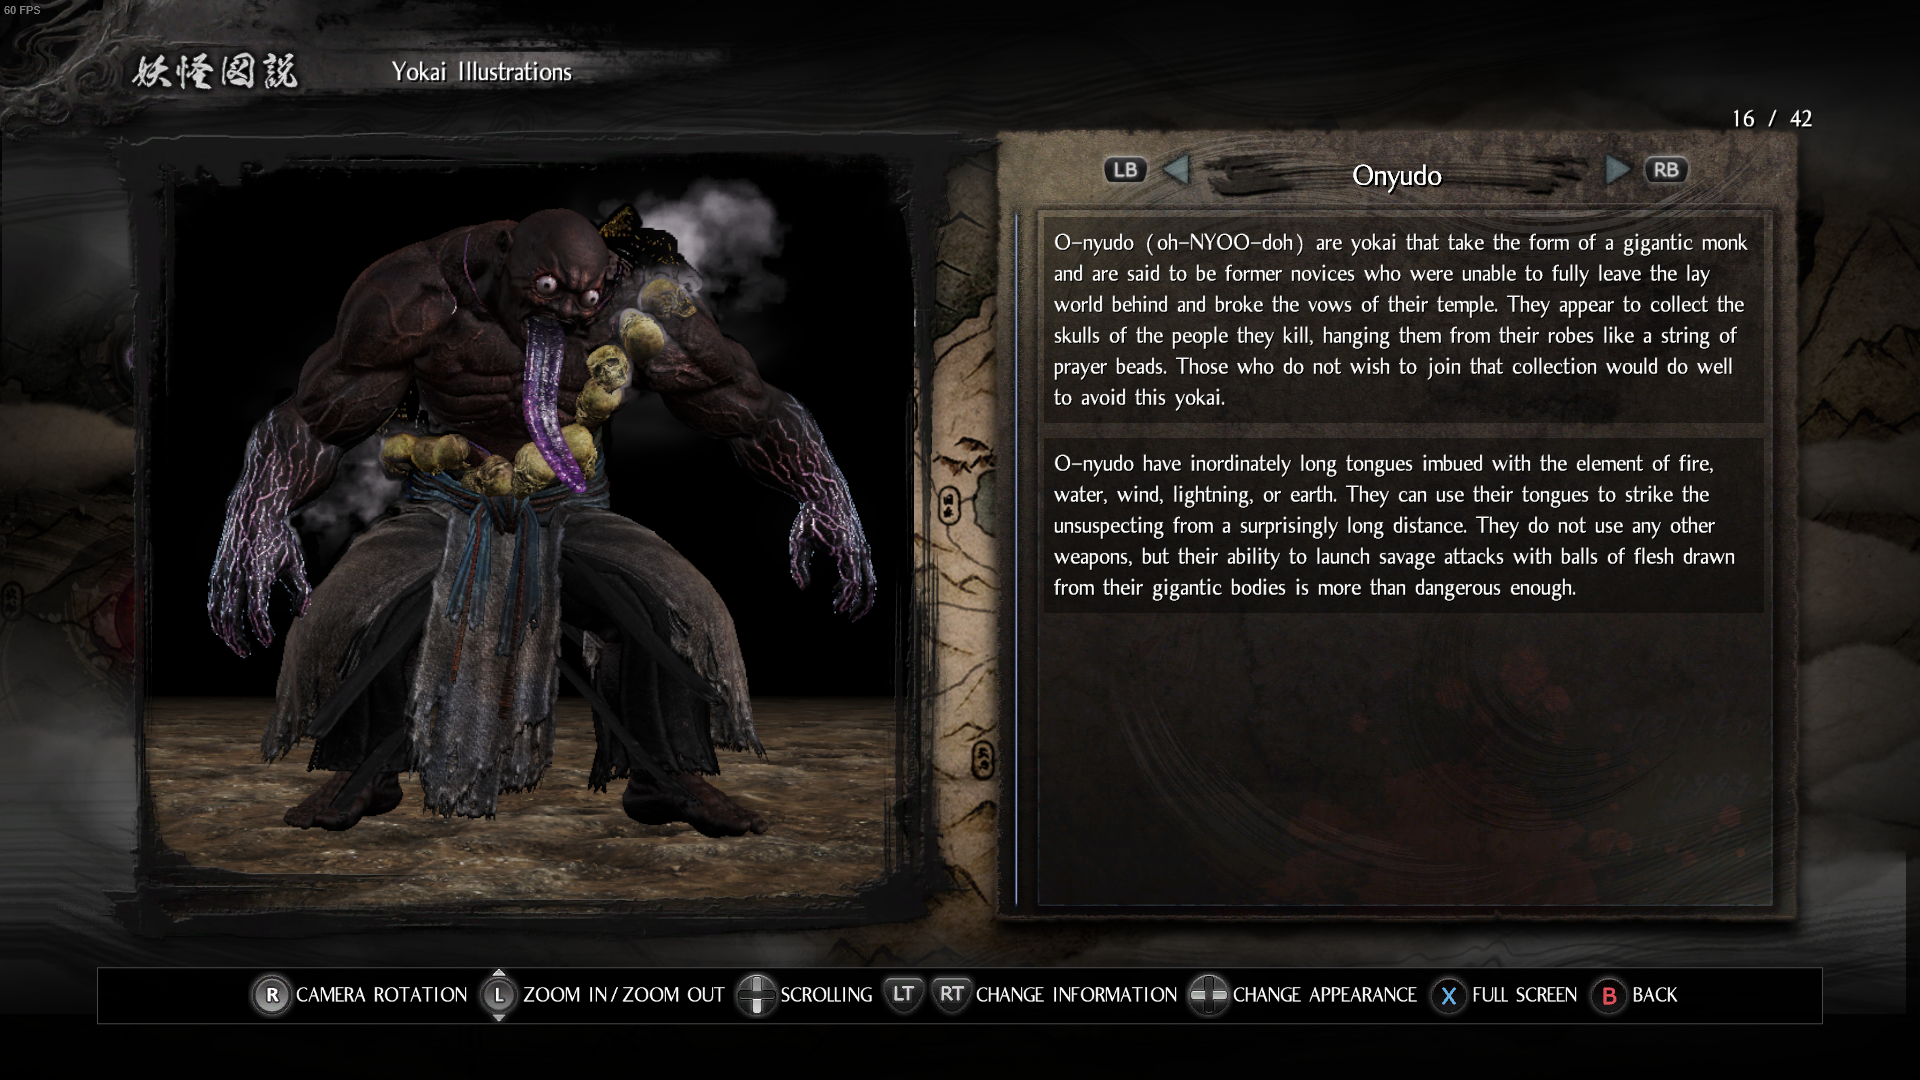 60 FPS
妖怪図説 Yokai Illustrations
16 / 42
LB Onyudo RB
O-nyudo (oh-NYOO-doh) are yokai that take the form of a gigantic monk
and are said to be former novices who were unable to fully leave the lay
world behind and broke the vows of their temple. They appear to collect the
skulls of the people they kill, hanging them from their robes like a string of
prayer beads. Those who do not wish to join that collection would do well
to avoid this yokai.
O-nyudo have inordinately long tongues imbued with the element of fire,
water, wind, lightning, or earth. They can use their tongues to strike the
unsuspecting from a surprisingly long distance. They do not use any other
weapons, but their ability to launch savage attacks with balls of flesh drawn
from their gigantic bodies is more than dangerous enough.
R CAMERA ROTATION L ZOOM IN/ZOOM OUT SCROLLING LT RT CHANGE INFORMATION CHANGE APPEARANCE X FULL SCREEN B BACK